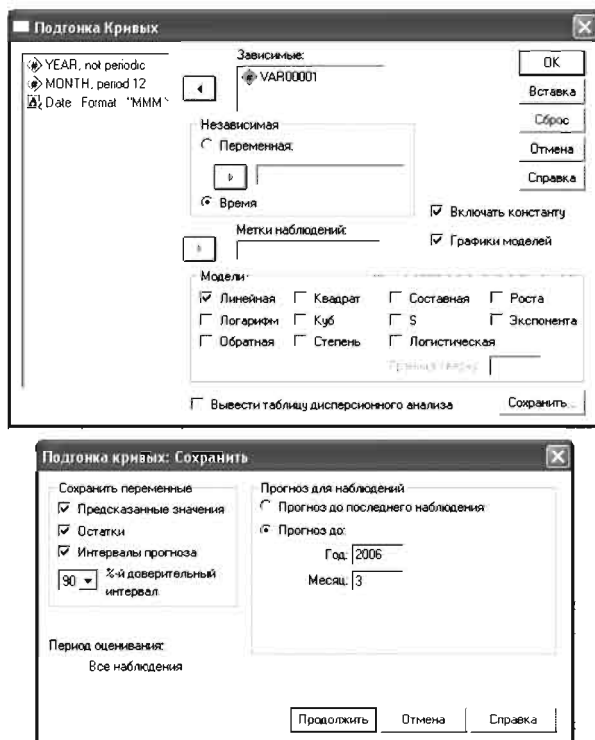 Подгонка Кривых
YEAR, not periodic
MONTH, period 12
Date Format "MMM
Зависимые:
VAR00001
Независимая
Переменная:
Время
Метки наблюдений:
OK
Вставка
Сброс
Отмена
Справка
Включать константу
Графики моделей
Модели:
Линейная Квадрат Составная Роста
Логарифм Куб S Экспонента
Обратная Степень Логистическая
Вывести таблицу дисперсионного анализа
Сохранить...
Подгонка кривых: Сохранить
Сохранить переменные
Предсказанные значения
Остатки
Интервалы прогноза
90 %-й доверительный
интервал
Прогноз для наблюдений
Прогноз до последнего наблюдения
Прогноз до:
Год: 2006
Месяц: 3
Период оценивания:
Все наблюдения
Продолжить Отмена Справка